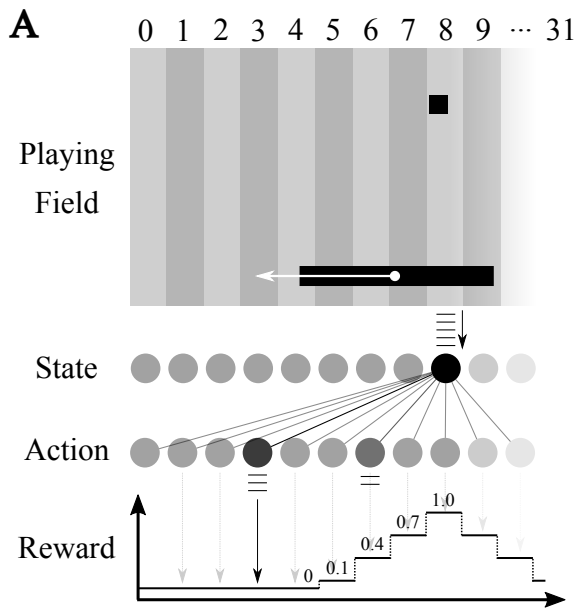 A
0 1 2 3 4 5 6 7 8 9 ··· 31
Playing
Field
State
Action
Reward
0 0.1 0.4 0.7 1.0